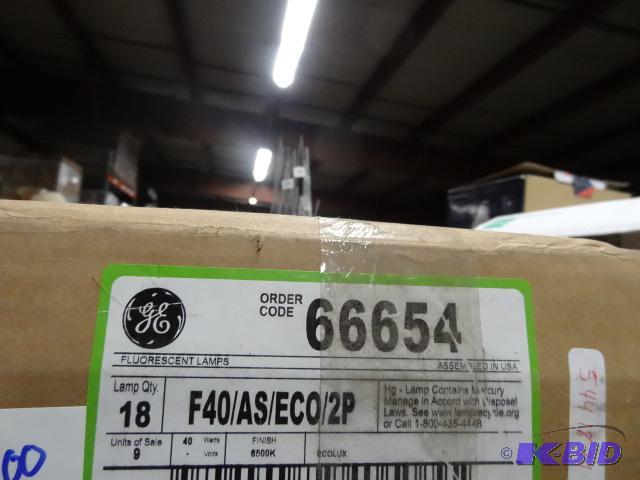 GE
ORDER CODE 66654
FLUORESCENT LAMPS ASSEMBLED IN USA
Lamp Qty.
18
F40/AS/ECO/2P
Hg - Lamp Contains Mercury
Manage in Accord with Disposal
Laws. See www.lamprecycle.org
or Call 1-800-435-4448
Units of Sale
9
40 Watts
- Volts
FINISH
6500K
ECOLUX
00
© K-BID